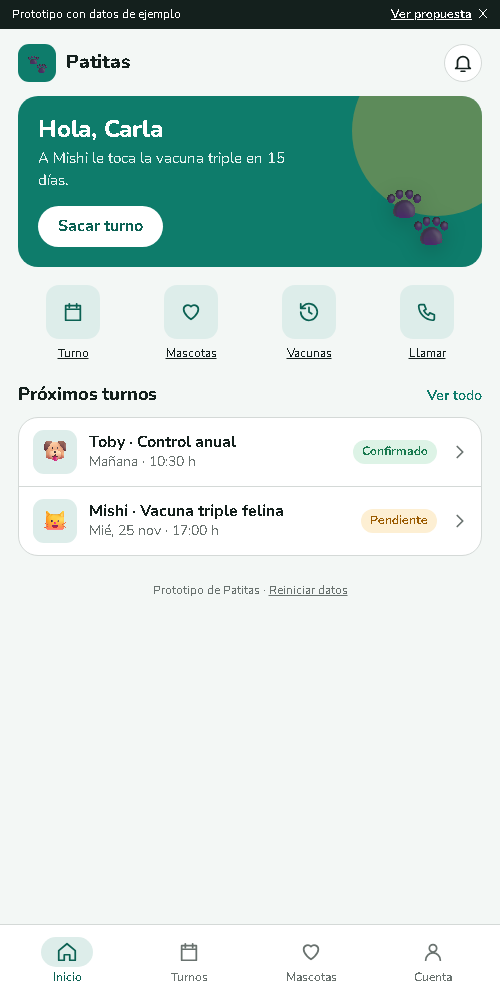 Prototipo con datos de ejemplo
Ver propuesta ×
Patitas
Hola, Carla
A Mishi le toca la vacuna triple en 15
días.
Sacar turno
Turno
Mascotas
Vacunas
Llamar
Próximos turnos
Ver todo
Toby · Control anual
Mañana · 10:30 h
Confirmado
Mishi · Vacuna triple felina
Mié, 25 nov · 17:00 h
Pendiente
Prototipo de Patitas · Reiniciar datos
Inicio
Turnos
Mascotas
Cuenta